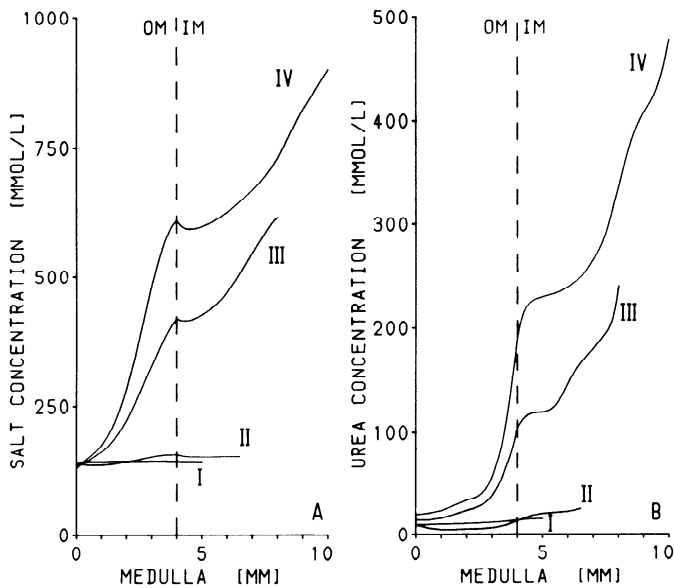 SALT CONCENTRATION [MMOL/L]
1000
750
500
250
0
OM IM
IV
III
II
I
A
0 5 10
MEDULLA [MM]
UREA CONCENTRATION [MMOL/L]
500
400
300
200
100
0
OM IM
IV
III
II
I
B
0 5 10
MEDULLA [MM]